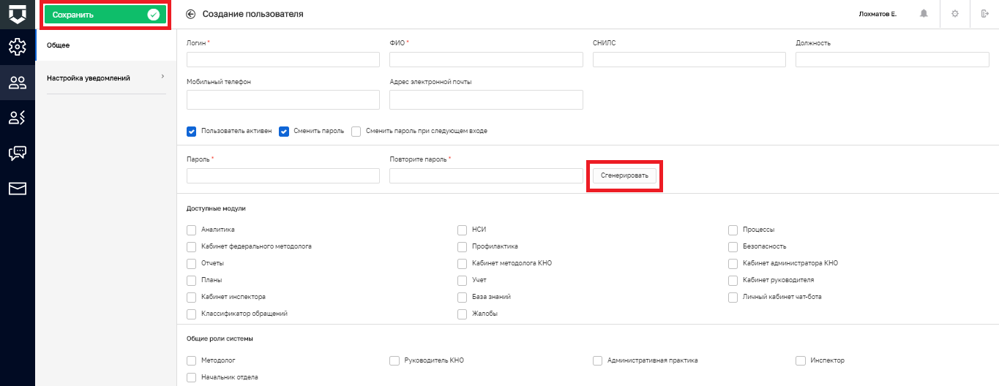 Сохранить
Создание пользователя
Лохматов Е.
Общее
Настройка уведомлений
Логин *
ФИО *
СНИЛС
Должность
Мобильный телефон
Адрес электронной почты
Пользователь активен
Сменить пароль
Сменить пароль при следующем входе
Пароль *
Повторите пароль *
Сгенерировать
Доступные модули
Аналитика
НСИ
Процессы
Кабинет федерального методолога
Профилактика
Безопасность
Отчеты
Кабинет методолога КНО
Кабинет администратора КНО
Планы
Учет
Кабинет руководителя
Кабинет инспектора
База знаний
Личный кабинет чат-бота
Классификатор обращений
Жалобы
Общие роли системы
Методолог
Руководитель КНО
Административная практика
Инспектор
Начальник отдела